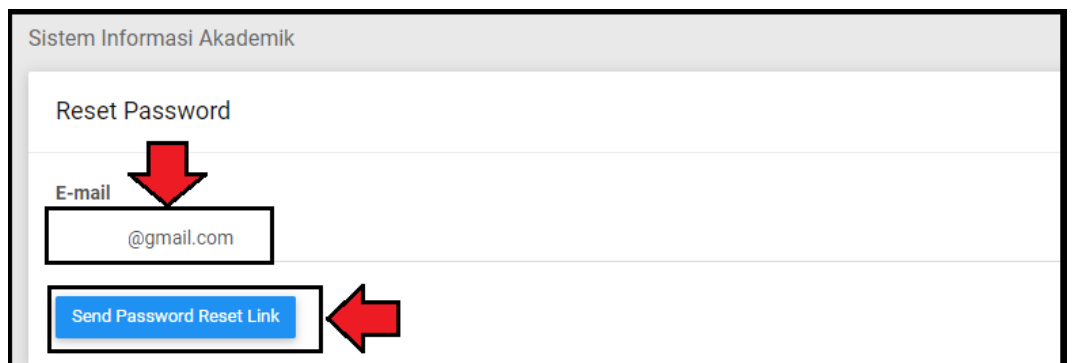 Sistem Informasi Akademik
Reset Password
E-mail
@gmail.com
Send Password Reset Link